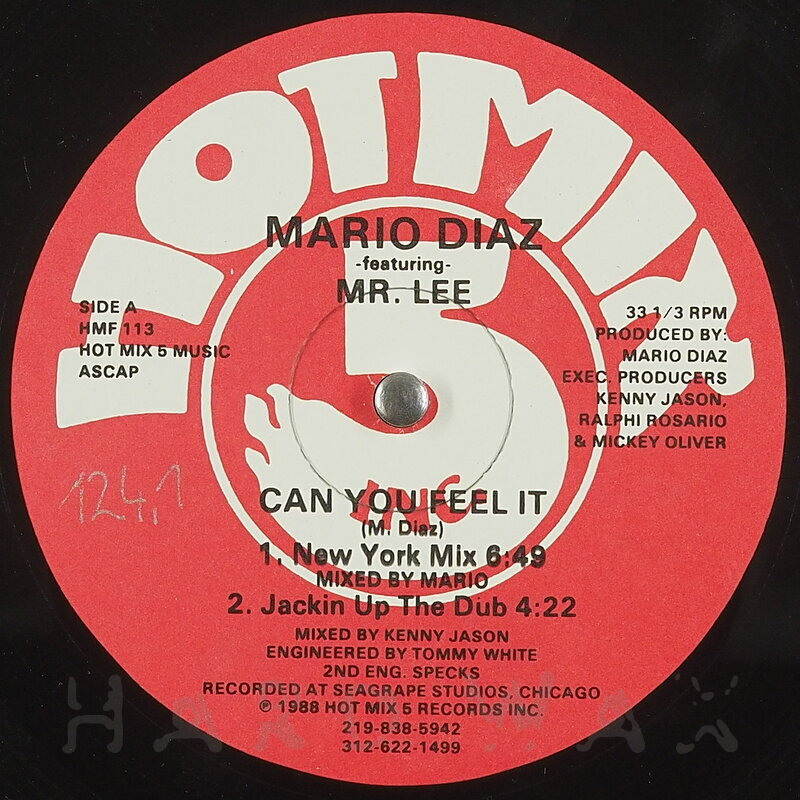 HOT MIX
5
INC
MARIO DIAZ
-featuring-
MR. LEE
SIDE A
HMF 113
HOT MIX 5 MUSIC
ASCAP
33 1/3 RPM
PRODUCED BY:
MARIO DIAZ
EXEC. PRODUCERS
KENNY JASON,
RALPHI ROSARIO
& MICKEY OLIVER
124,1
CAN YOU FEEL IT
(M. Diaz)
1. New York Mix 6:49
MIXED BY MARIO
2. Jackin Up The Dub 4:22
MIXED BY KENNY JASON
ENGINEERED BY TOMMY WHITE
2ND ENG. SPECKS
RECORDED AT SEAGRAPE STUDIOS, CHICAGO
℗ 1988 HOT MIX 5 RECORDS INC.
219-838-5942
312-622-1499
HARD WAX